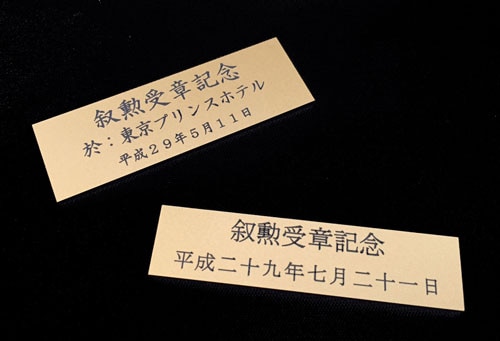 叙勲受章記念
於：東京プリンスホテル
平成２９年５月１１日
叙勲受章記念
平成二十九年七月二十一日